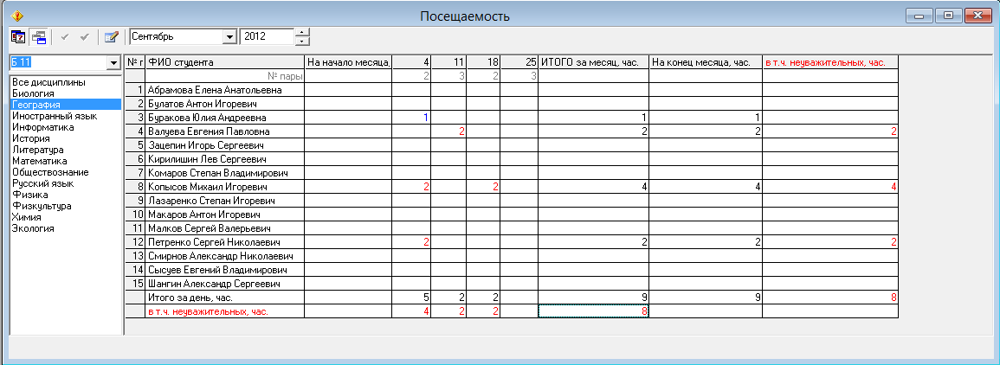 Посещаемость
Сентябрь 2012
Б 11
Все дисциплины
Биология
География
Иностранный язык
Информатика
История
Литература
Математика
Обществознание
Русский язык
Физика
Физкультура
Химия
Экология
№ г ФИО студента На начало месяца, 4 11 18 25 ИТОГО за месяц, час. На конец месяца, час. в т.ч. неуважительных, час.
№ пары 2 3 2 3
1 Абрамова Елена Анатольевна
2 Булатов Антон Игоревич
3 Буракова Юлия Андреевна 1 1 1
4 Валуева Евгения Павловна 2 2 2 2
5 Зацепин Игорь Сергеевич
6 Кирилишин Лев Сергеевич
7 Комаров Степан Владимирович
8 Копысов Михаил Игоревич 2 2 4 4 4
9 Лазаренко Степан Игоревич
10 Макаров Антон Игоревич
11 Малков Сергей Валерьевич
12 Петренко Сергей Николаевич 2 2 2 2
13 Смирнов Александр Николаевич
14 Сысуев Евгений Владимирович
15 Шангин Александр Сергеевич
Итого за день, час. 5 2 2 9 9 8
в т.ч. неуважительных, час. 4 2 2 8